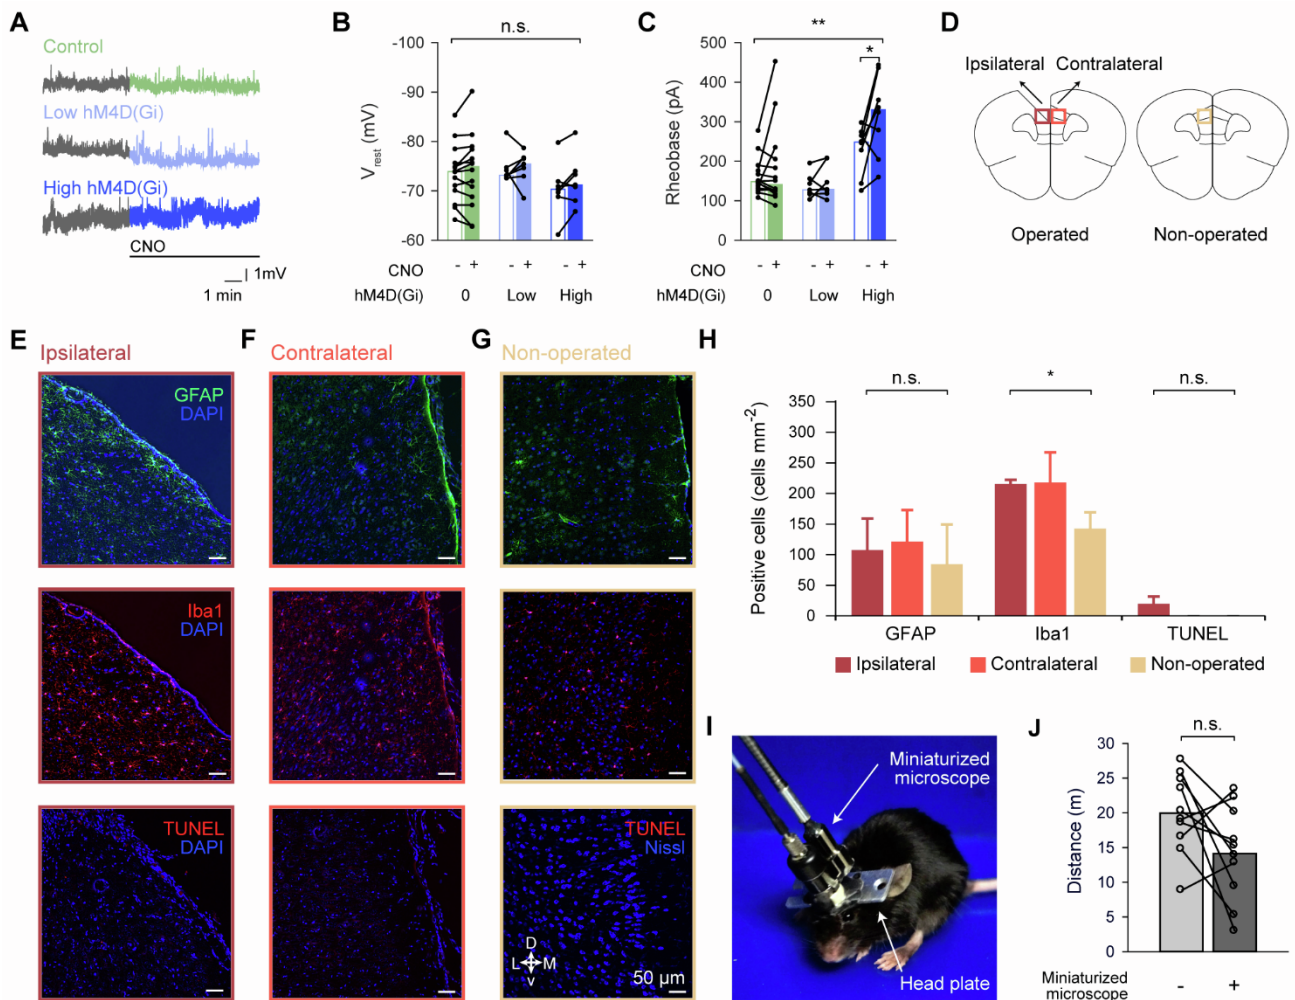 A
Control
Low hM4D(Gi)
High hM4D(Gi)
CNO
1mV
1 min
B
n.s.
-100
-90
-80
-70
-60
Vrest (mV)
CNO
- + - + - +
hM4D(Gi)
0 Low High
C
**
*
500
400
300
200
100
0
Rheobase (pA)
CNO
- + - + - +
hM4D(Gi)
0 Low High
D
Ipsilateral Contralateral
Operated Non-operated
E
Ipsilateral
GFAP
DAPI
Iba1
DAPI
TUNEL
DAPI
F
Contralateral
G
Non-operated
TUNEL
Nissl
D
L M
V
50 µm
H
n.s. * n.s.
350
300
250
200
150
100
50
0
Positive cells (cells mm-2)
GFAP Iba1 TUNEL
Ipsilateral Contralateral Non-operated
I
Miniaturized
microscope
Head plate
J
n.s.
30
25
20
15
10
5
0
Distance (m)
Miniaturized
microscope
- +